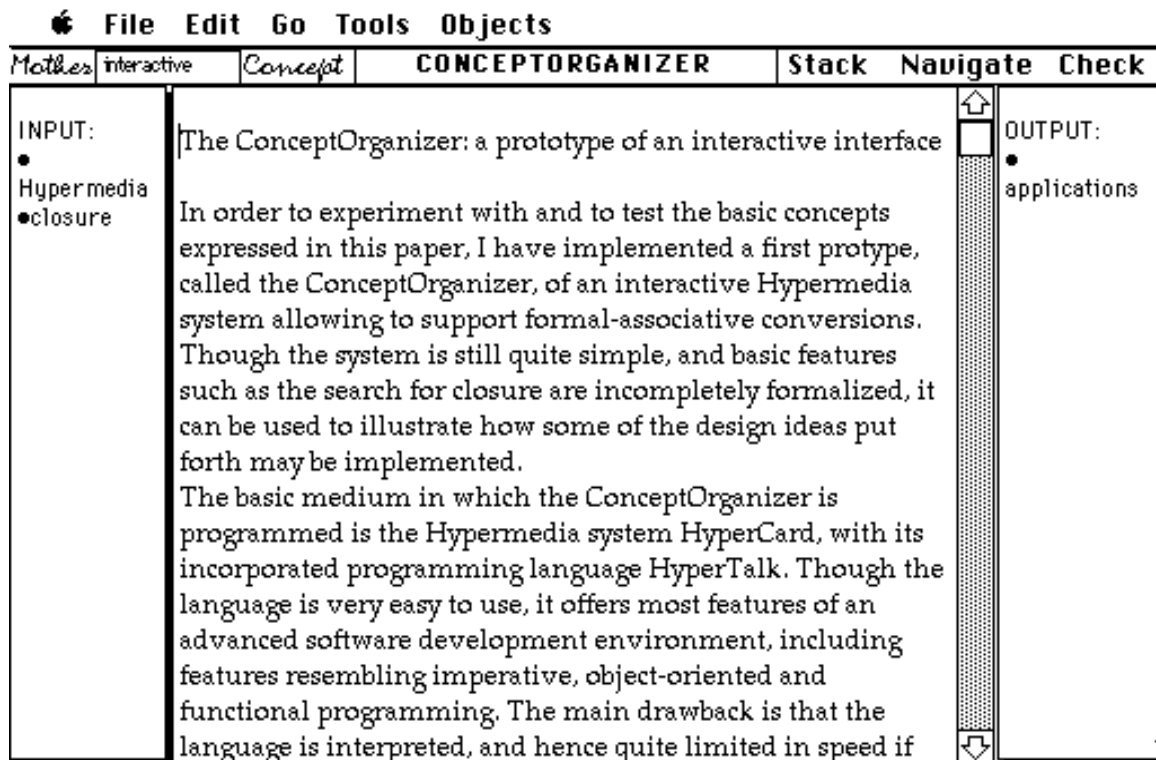 File Edit Go Tools Objects
Mother interactive Concept CONCEPTORGANIZER Stack Navigate Check
INPUT:
●
Hypermedia
●closure
The ConceptOrganizer: a prototype of an interactive interface
In order to experiment with and to test the basic concepts
expressed in this paper, I have implemented a first protype,
called the ConceptOrganizer, of an interactive Hypermedia
system allowing to support formal-associative conversions.
Though the system is still quite simple, and basic features
such as the search for closure are incompletely formalized, it
can be used to illustrate how some of the design ideas put
forth may be implemented.
The basic medium in which the ConceptOrganizer is
programmed is the Hypermedia system HyperCard, with its
incorporated programming language HyperTalk. Though the
language is very easy to use, it offers most features of an
advanced software development environment, including
features resembling imperative, object-oriented and
functional programming. The main drawback is that the
language is interpreted, and hence quite limited in speed if
OUTPUT:
●
applications